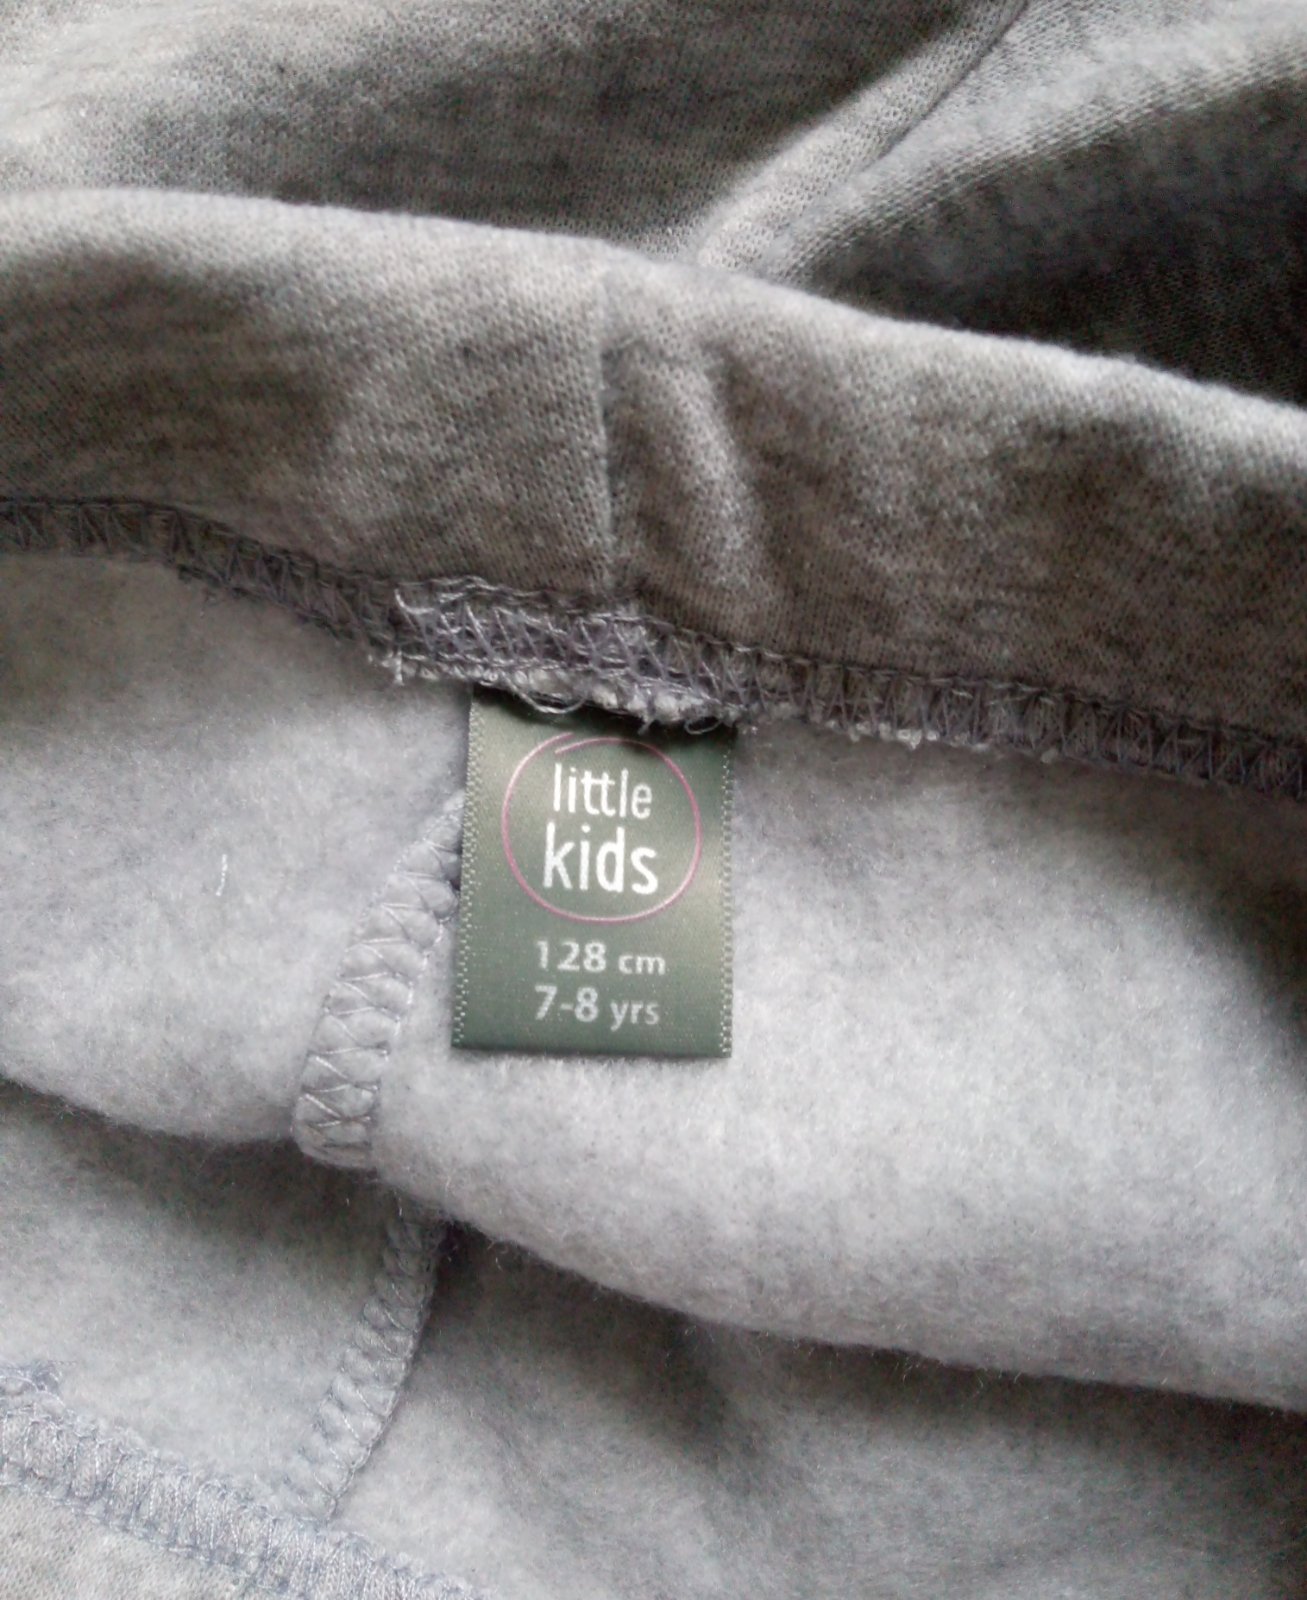 little
kids
128 cm
7-8 yrs